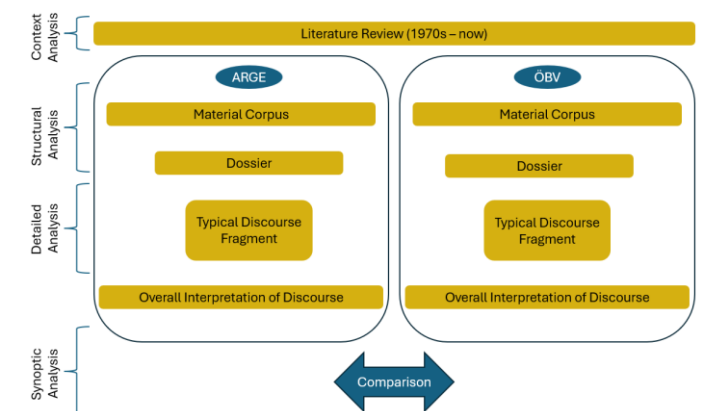 Context
Analysis
Literature Review (1970s – now)
ARGE
ÖBV
Structural
Analysis
Material Corpus
Material Corpus
Dossier
Dossier
Detailed
Analysis
Typical Discourse
Fragment
Typical Discourse
Fragment
Overall Interpretation of Discourse
Overall Interpretation of Discourse
Synoptic
Analysis
Comparison